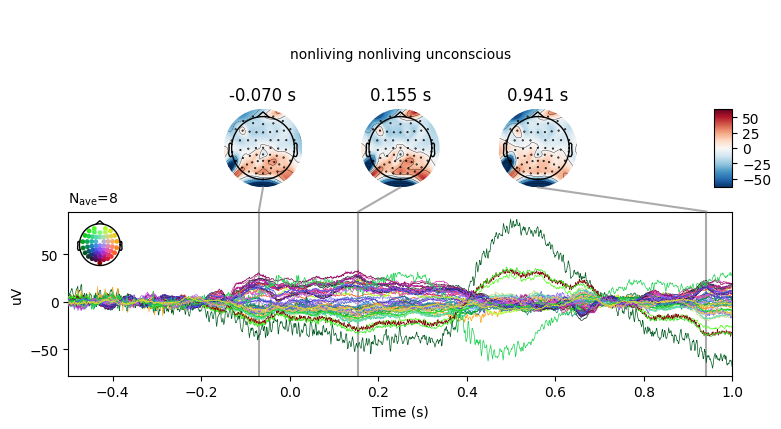 nonliving nonliving unconscious
-0.070 s 0.155 s 0.941 s
50
25
0
−25
−50
Nave=8
50
0
−50
uV
−0.4 −0.2 0.0 0.2 0.4 0.6 0.8 1.0
Time (s)